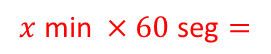 x min × 60 seg =